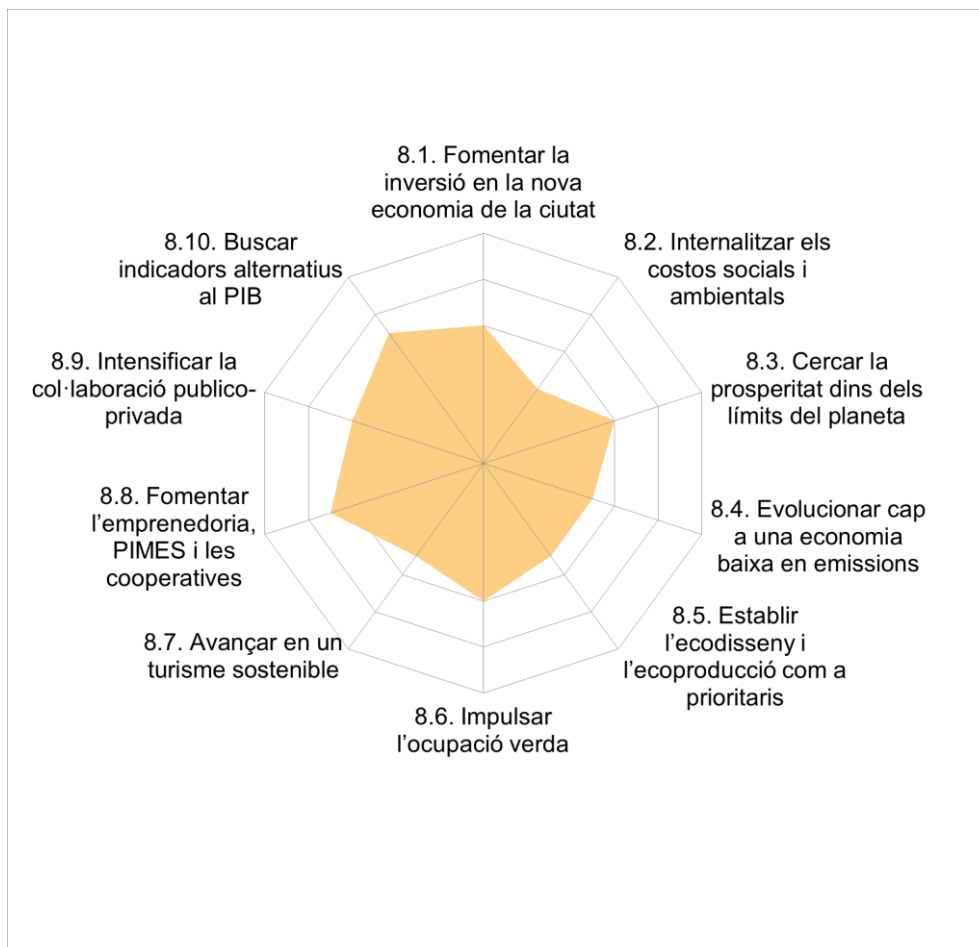 8.1. Fomentar la
inversió en la nova
economia de la ciutat
8.2. Internalitzar els
costos socials i
ambientals
8.3. Cercar la
prosperitat dins dels
límits del planeta
8.4. Evolucionar cap
a una economia
baixa en emissions
8.5. Establir
l’ecodisseny i
l’ecoproducció com a
prioritaris
8.6. Impulsar
l’ocupació verda
8.7. Avançar en un
turisme sostenible
8.8. Fomentar
l’emprenedoria,
PIMES i les
cooperatives
8.9. Intensificar la
col·laboració publico-
privada
8.10. Buscar
indicadors alternatius
al PIB